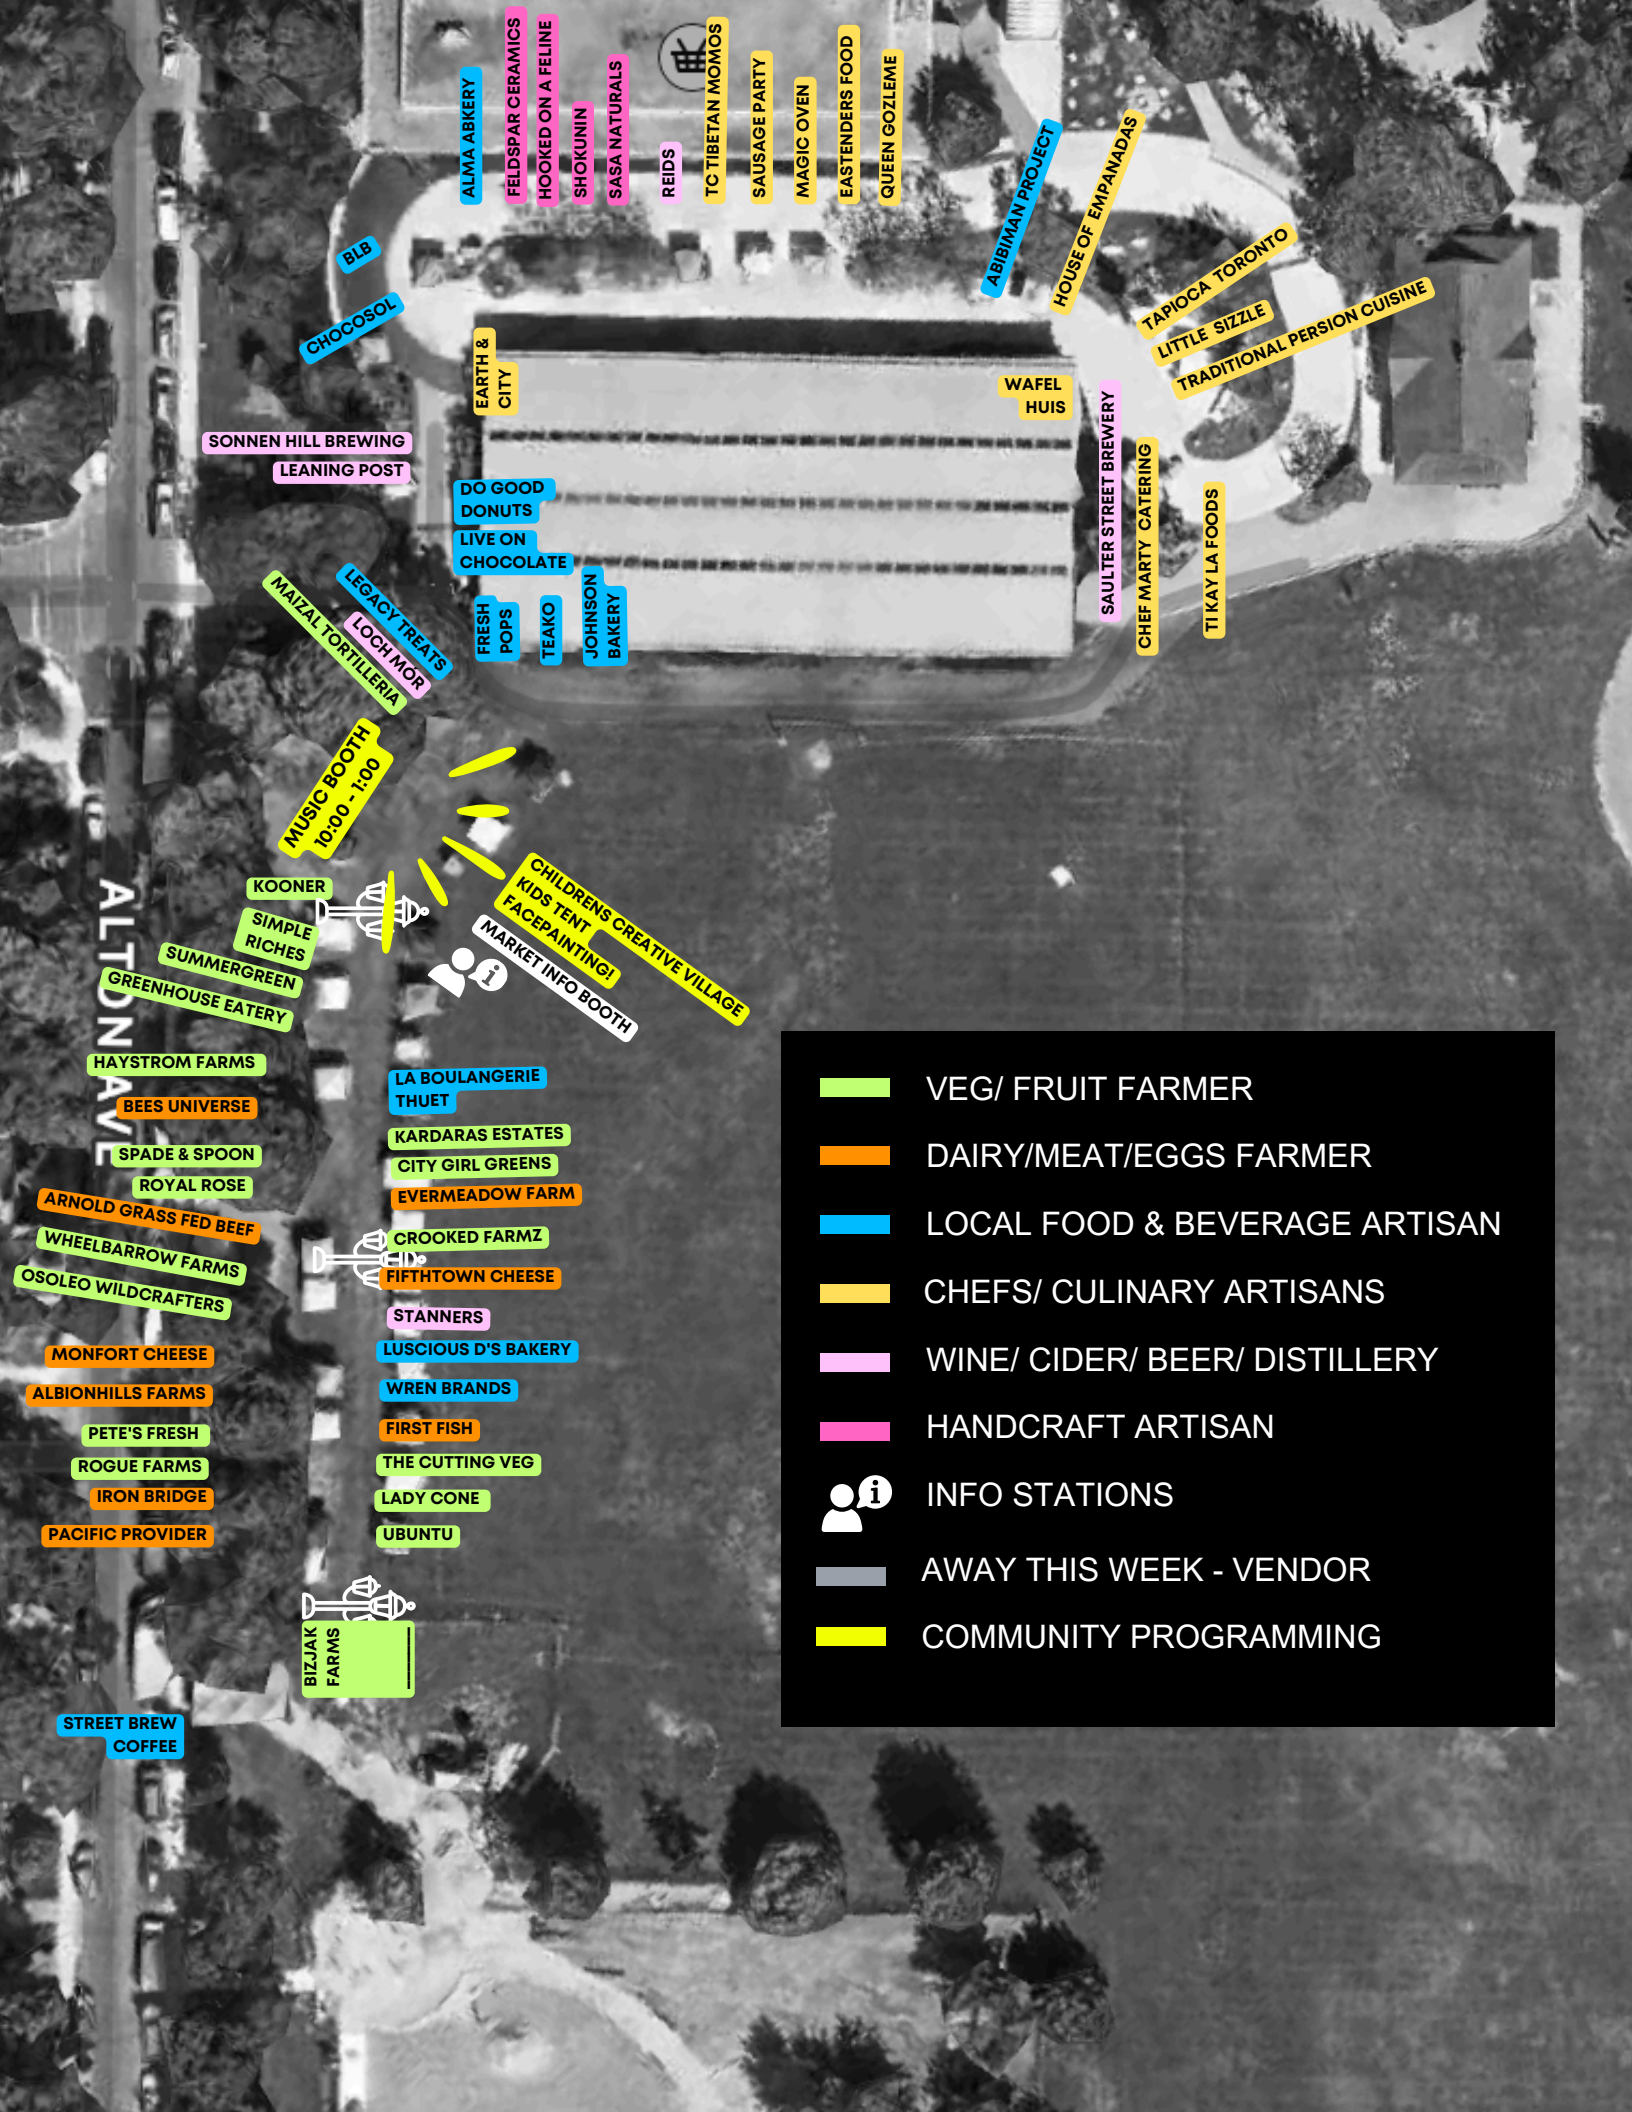 ALMA ABKERY
FELDSPAR CERAMICS
HOOKED ON A FELINE
SHOKUNIN
SASA NATURALS
REIDS
TC TIBETAN MOMOS
SAUSAGE PARTY
MAGIC OVEN
EASTENDERS FOOD
QUEEN GOZLEME
ABIBIMAN PROJECT
HOUSE OF EMPANADAS
TAPIOCA TORONTO
LITTLE SIZZLE
TRADITIONAL PERSION CUISINE
BLB
CHOCOSOL
EARTH &
CITY
WAFEL
HUIS
SONNEN HILL BREWING
LEANING POST
DO GOOD
DONUTS
LIVE ON
CHOCOLATE
FRESH
POPS
TEAKO
JOHNSON
BAKERY
SAULTER STREET BREWERY
CHEF MARTY CATERING
TI KAY LA FOODS
LEGACY TREATS
LOCH MÓR
MAIZAL TORTILLERIA
MUSIC BOOTH
10:00 - 1:00
CHILDRENS CREATIVE VILLAGE
KIDS TENT
FACEPAINTING!
MARKET INFO BOOTH
i
ALTON AVE
KOONER
SIMPLE
RICHES
SUMMERGREEN
GREENHOUSE EATERY
HAYSTROM FARMS
BEES UNIVERSE
SPADE & SPOON
ROYAL ROSE
ARNOLD GRASS FED BEEF
WHEELBARROW FARMS
OSOLEO WILDCRAFTERS
MONFORT CHEESE
ALBIONHILLS FARMS
PETE'S FRESH
ROGUE FARMS
IRON BRIDGE
PACIFIC PROVIDER
LA BOULANGERIE
THUET
KARDARAS ESTATES
CITY GIRL GREENS
EVERMEADOW FARM
CROOKED FARMZ
FIFTHTOWN CHEESE
STANNERS
LUSCIOUS D'S BAKERY
WREN BRANDS
FIRST FISH
THE CUTTING VEG
LADY CONE
UBUNTU
BIZJAK
FARMS
STREET BREW
COFFEE
VEG/ FRUIT FARMER
DAIRY/MEAT/EGGS FARMER
LOCAL FOOD & BEVERAGE ARTISAN
CHEFS/ CULINARY ARTISANS
WINE/ CIDER/ BEER/ DISTILLERY
HANDCRAFT ARTISAN
i
INFO STATIONS
AWAY THIS WEEK - VENDOR
COMMUNITY PROGRAMMING